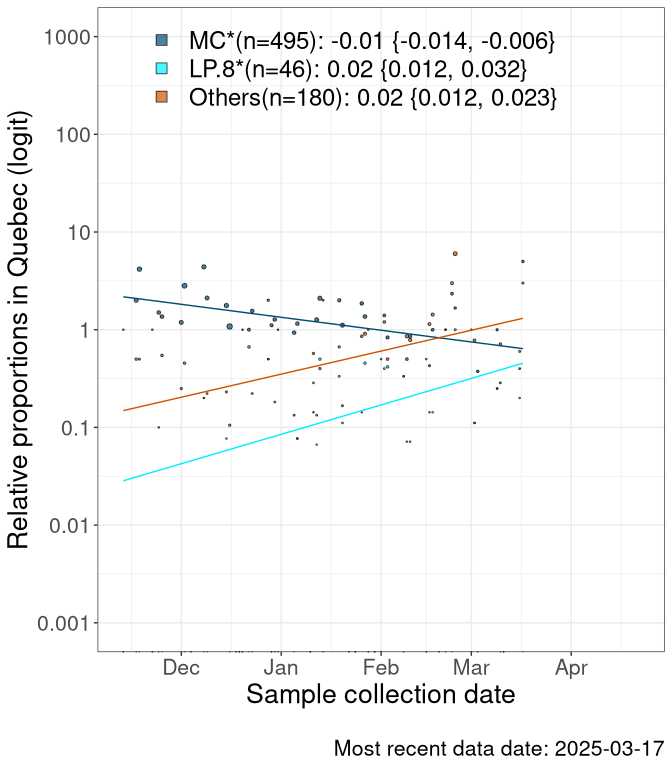 MC*(n=495): -0.01 {-0.014, -0.006}
LP.8*(n=46): 0.02 {0.012, 0.032}
Others(n=180): 0.02 {0.012, 0.023}
Relative proportions in Quebec (logit)
1000
100
10
1
0.1
0.01
0.001
Dec Jan Feb Mar Apr
Sample collection date
Most recent data date: 2025-03-17